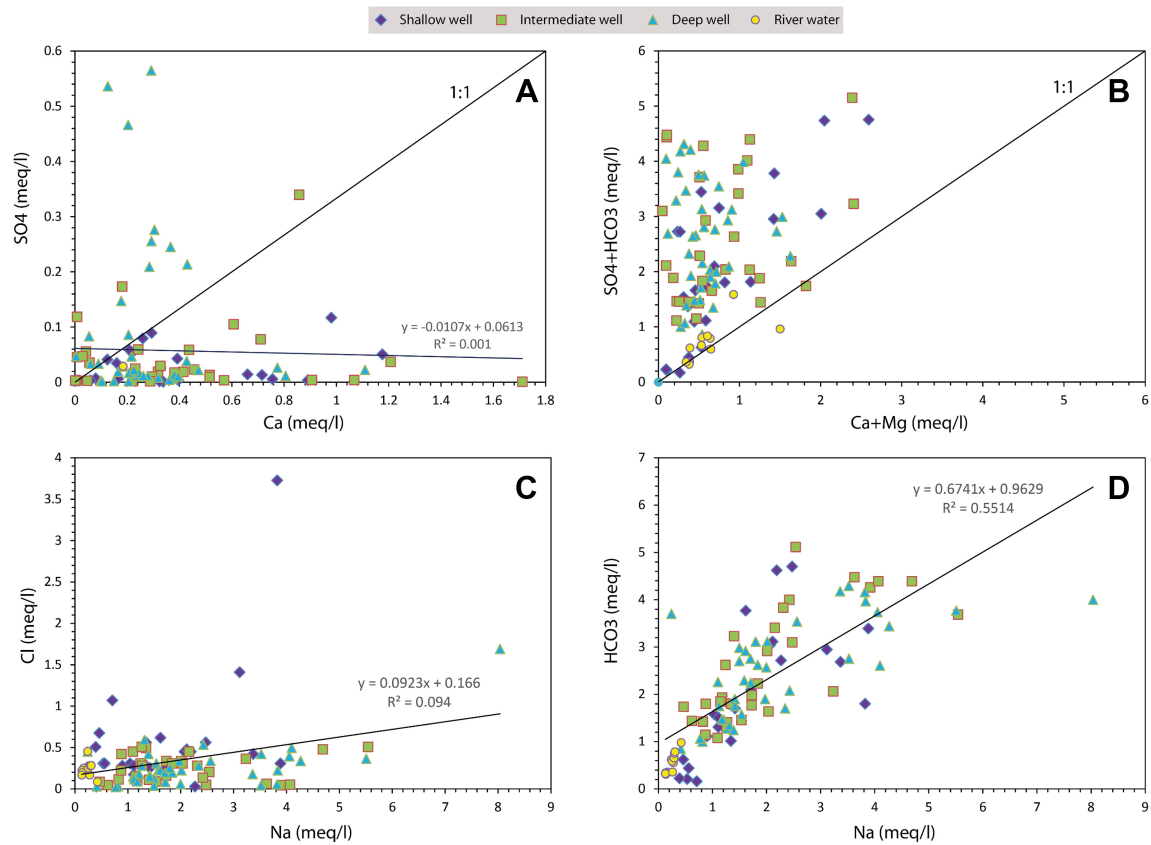 Shallow well Intermediate well Deep well River water
A
1:1
SO4 (meq/l)
0.6
0.5
0.4
0.3
0.2
0.1
0
y = -0.0107x + 0.0613
R² = 0.001
0 0.2 0.4 0.6 0.8 1 1.2 1.4 1.6 1.8
Ca (meq/l)
B
1:1
SO4+HCO3 (meq/l)
6
5
4
3
2
1
0
0 1 2 3 4 5 6
Ca+Mg (meq/l)
C
Cl (meq/l)
4
3.5
3
2.5
2
1.5
1
0.5
0
y = 0.0923x + 0.166
R² = 0.094
0 1 2 3 4 5 6 7 8 9
Na (meq/l)
D
HCO3 (meq/l)
7
6
5
4
3
2
1
0
y = 0.6741x + 0.9629
R² = 0.5514
0 1 2 3 4 5 6 7 8 9
Na (meq/l)